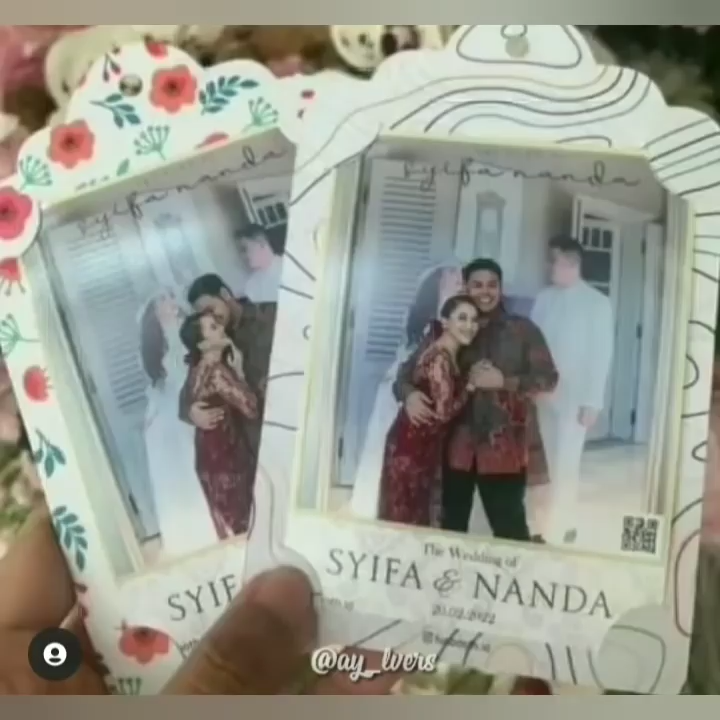 syifa nanda
syifa nanda
The Wedding of
SYIFA & NANDA
20.02.2022
SYIF
@ay_lvers